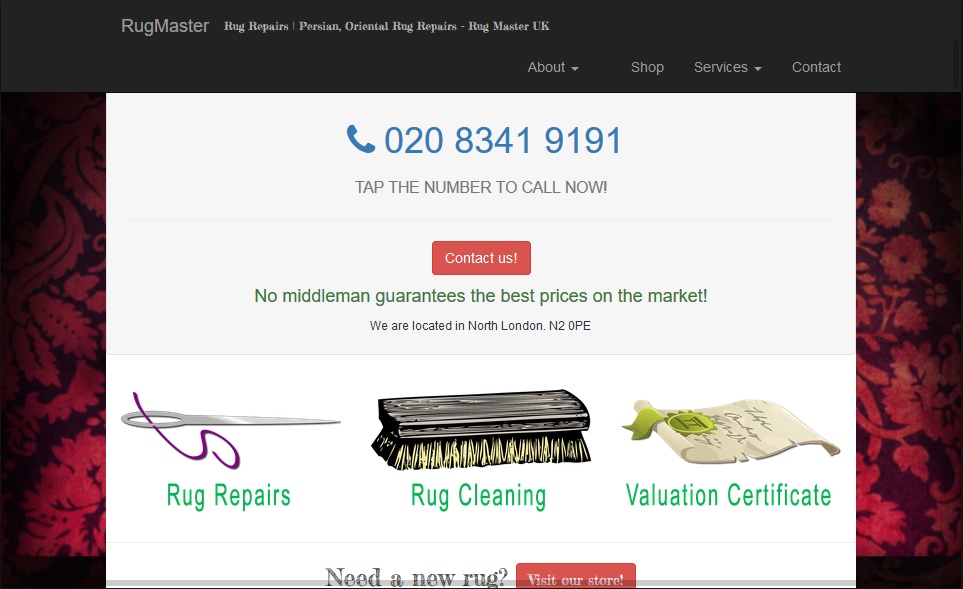 RugMaster Rug Repairs | Persian, Oriental Rug Repairs - Rug Master UK
About Shop Services Contact
020 8341 9191
TAP THE NUMBER TO CALL NOW!
Contact us!
No middleman guarantees the best prices on the market!
We are located in North London. N2 0PE
Rug Repairs Rug Cleaning Valuation Certificate
Need a new rug? Visit our store!